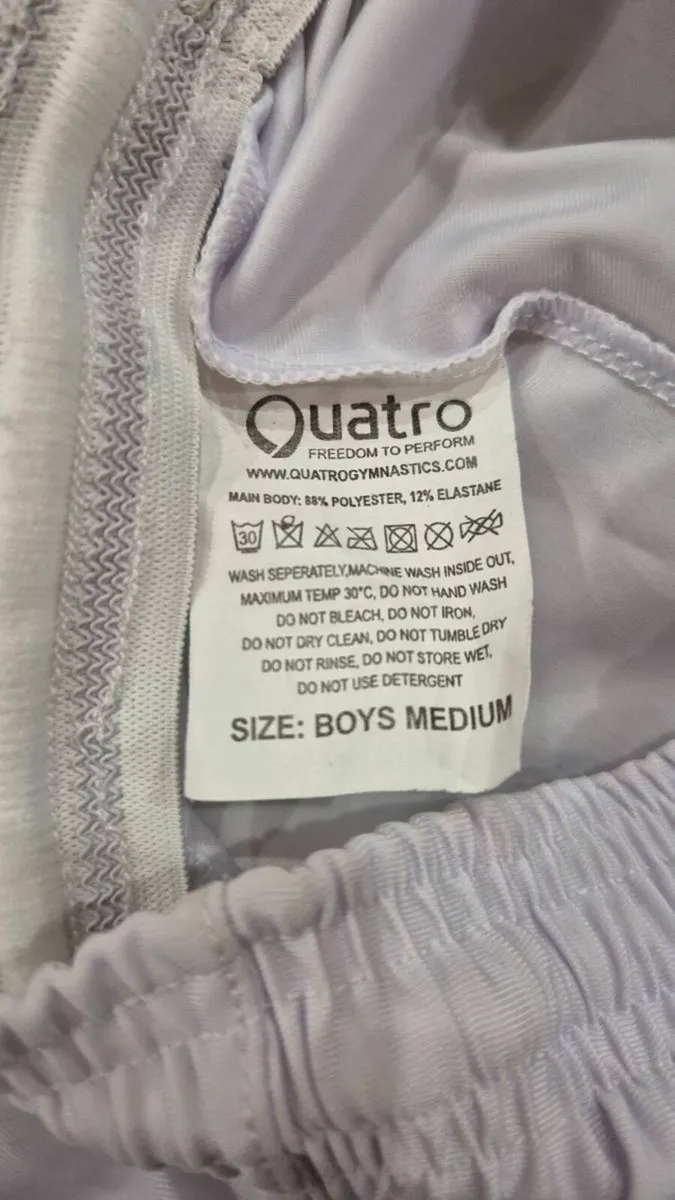 Quatro
FREEDOM TO PERFORM
WWW.QUATROGYMNASTICS.COM
MAIN BODY: 88% POLYESTER, 12% ELASTANE
30
WASH SEPERATELY,MACHINE WASH INSIDE OUT,
MAXIMUM TEMP 30°C, DO NOT HAND WASH
DO NOT BLEACH, DO NOT IRON,
DO NOT DRY CLEAN, DO NOT TUMBLE DRY
DO NOT RINSE, DO NOT STORE WET,
DO NOT USE DETERGENT
SIZE: BOYS MEDIUM